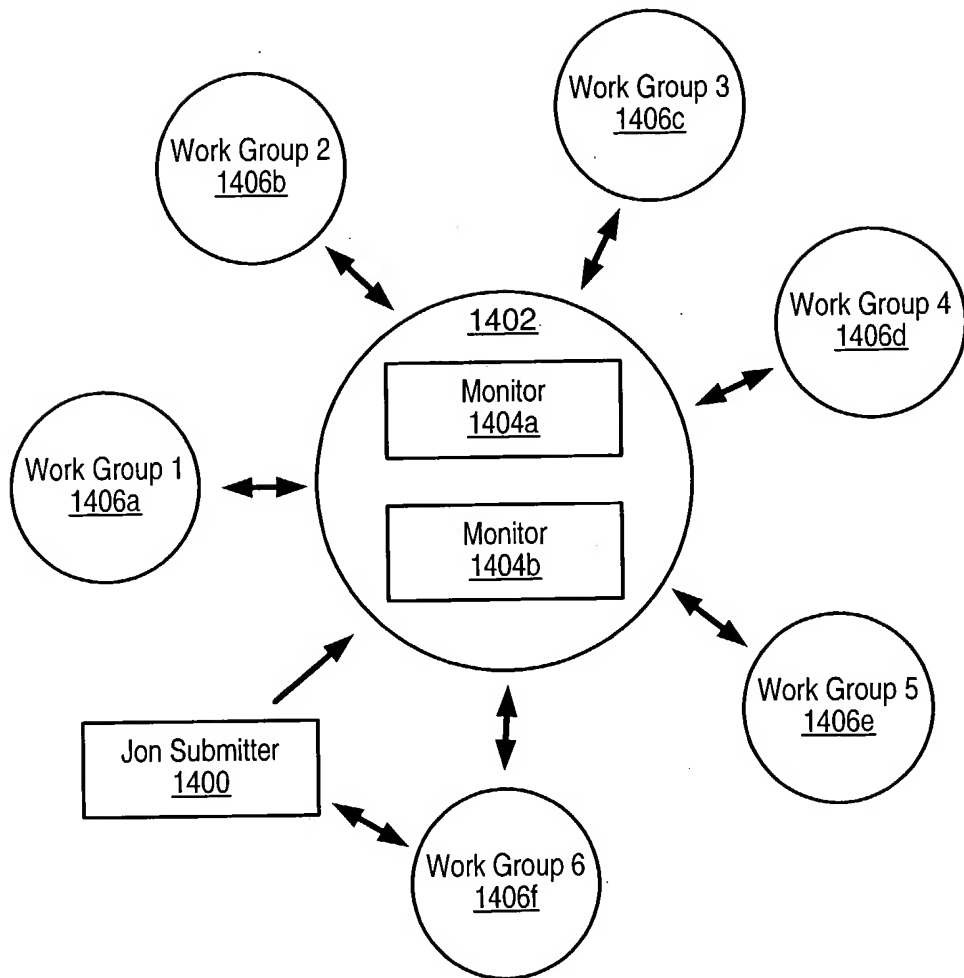 Work Group 3
1406c
Work Group 2
1406b
Work Group 4
1406d
1402
Monitor
1404a
Work Group 1
1406a
Monitor
1404b
Work Group 5
1406e
Jon Submitter
1400
Work Group 6
1406f